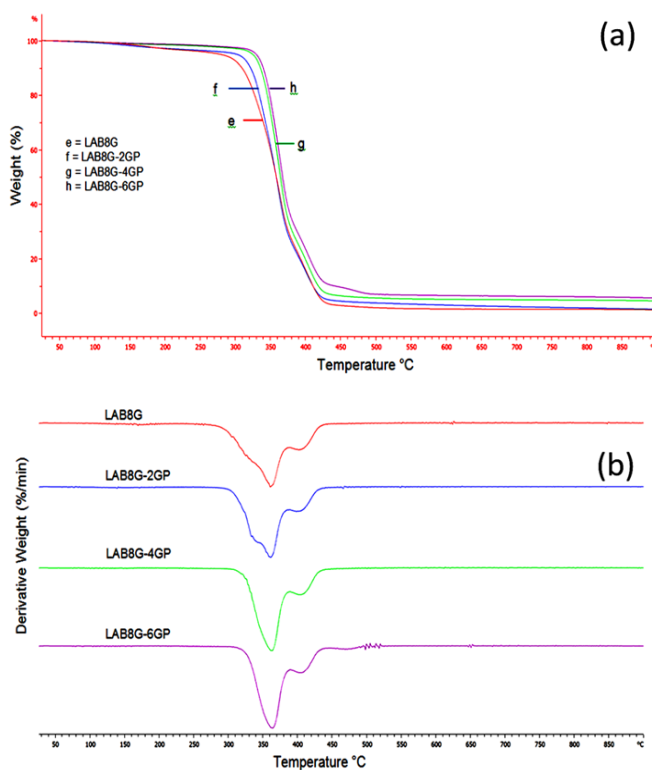 %
(a)
100
80
60
40
20
0
Weight (%)
f
h
e
g
e = LAB8G
f = LAB8G-2GP
g = LAB8G-4GP
h = LAB8G-6GP
50 100 150 200 250 300 350 400 450 500 550 600 650 700 750 800 850 °C
Temperature °C
(b)
LAB8G
LAB8G-2GP
LAB8G-4GP
LAB8G-6GP
Derivative Weight (%/min)
50 100 150 200 250 300 350 400 450 500 550 600 650 700 750 800 850 °C
Temperature °C